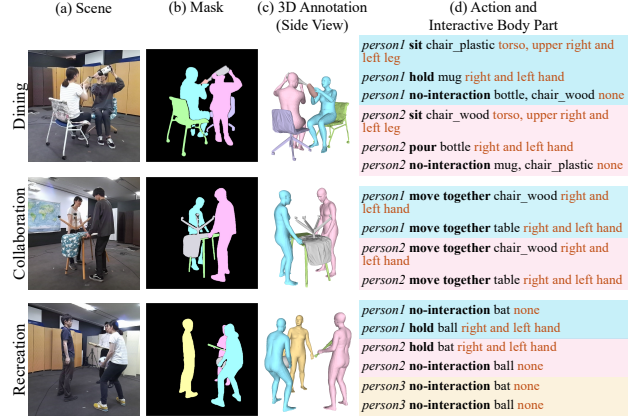 (a) Scene
(b) Mask
(c) 3D Annotation
(Side View)
(d) Action and
Interactive Body Part
Dining
person1 sit chair_plastic torso, upper right and
left leg
person1 hold mug right and left hand
person1 no-interaction bottle, chair_wood none
person2 sit chair_wood torso, upper right and
left leg
person2 pour bottle right and left hand
person2 no-interaction mug, chair_plastic none
Collaboration
person1 move together chair_wood right and
left hand
person1 move together table right and left hand
person2 move together chair_wood right and
left hand
person2 move together table right and left hand
Recreation
person1 no-interaction bat none
person1 hold ball right and left hand
person2 hold bat right and left hand
person2 no-interaction ball none
person3 no-interaction bat none
person3 no-interaction ball none